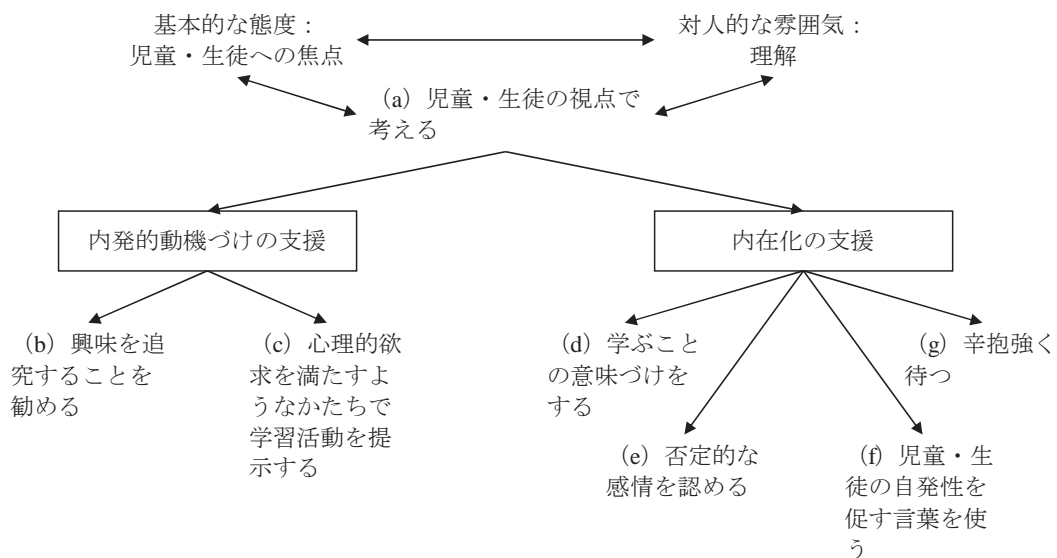 基本的な態度：
児童・生徒への焦点
対人的な雰囲気：
理解
（a）児童・生徒の視点で
考える
内発的動機づけの支援
内在化の支援
（b）興味を追
究することを
勧める
（c）心理的欲
求を満たすよ
うなかたちで
学習活動を提
示する
（d）学ぶこと
の意味づけを
する
（g）辛抱強く
待つ
（e）否定的な
感情を認める
（f）児童・生
徒の自発性を
促す言葉を使
う